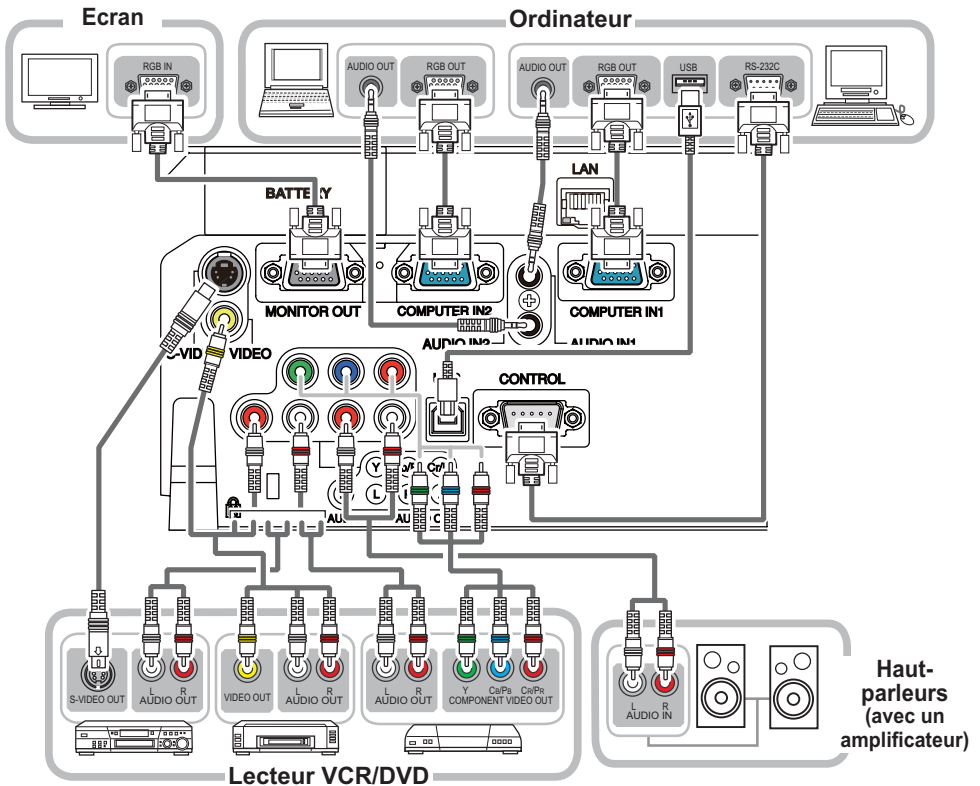 Ecran
Ordinateur
RGB IN
AUDIO OUT
RGB OUT
AUDIO OUT
RGB OUT
USB
RS-232C
LAN
BATTERY
MONITOR OUT
COMPUTER IN2
COMPUTER IN1
VIDEO
AUDIO IN1
CONTROL
Y
L
S-VIDEO OUT
L R
AUDIO OUT
VIDEO OUT
L R
AUDIO OUT
L R
AUDIO OUT
Y CB/PB CR/PR
COMPONENT VIDEO OUT
L R
AUDIO IN
Haut-
parleurs
(avec un
amplificateur)
Lecteur VCR/DVD